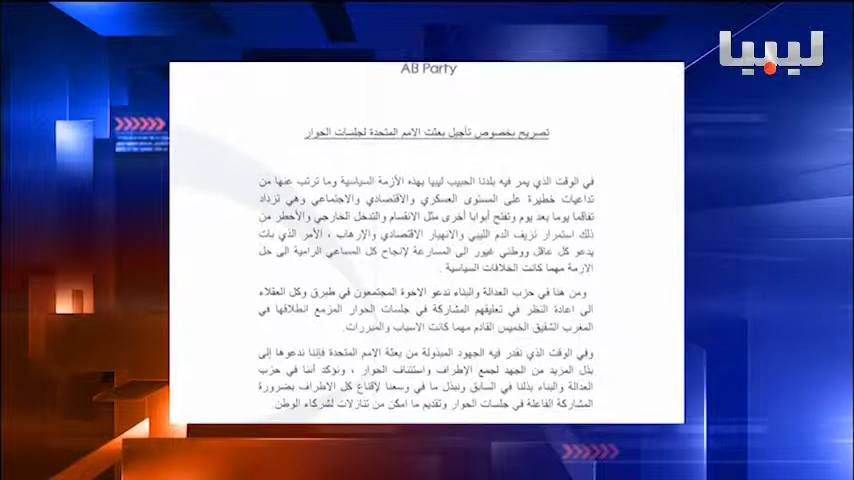 ليبيا
AB Party
تصريح بخصوص تأجيل بعثت الامم المتحدة لجلسات الحوار
في الوقت الذي يمر فيه بلدنا الحبيب ليبيا بهذه الأزمة السياسية وما ترتب عنها من
تداعيات خطيرة على المستوى العسكري والاقتصادي والاجتماعي وهي تزداد
تفاقما يوما بعد يوم وتفتح أبوابا أخرى مثل الانقسام والتدخل الخارجي والأخطر من
ذلك استمرار نزيف الدم الليبي والانهيار الاقتصادي والإرهاب ، الأمر الذي بات
يدعو كل عاقل ووطني غيور الى المسارعة لإنجاح كل المساعي الرامية الى حل
الازمة مهما كانت الخلافات السياسية .
ومن هنا في حزب العدالة والبناء ندعو الاخوة المجتمعون في طبرق وكل العقلاء
الى اعادة النظر في تعليقهم المشاركة في جلسات الحوار المزمع انطلاقها في
المغرب الشقيق الخميس القادم مهما كانت الاسباب والمبررات.
وفي الوقت الذي نقدر فيه الجهود المبذولة من بعثة الامم المتحدة فإننا ندعوها إلى
بذل المزيد من الجهد لجمع الإطراف واستئناف الحوار ، ونؤكد أننا في حزب
العدالة والبناء بذلنا في السابق ونبذل ما في وسعنا لإقناع كل الاطراف بضرورة
المشاركة الفاعلة في جلسات الحوار وتقديم ما امكن من تنازلات لشركاء الوطن.